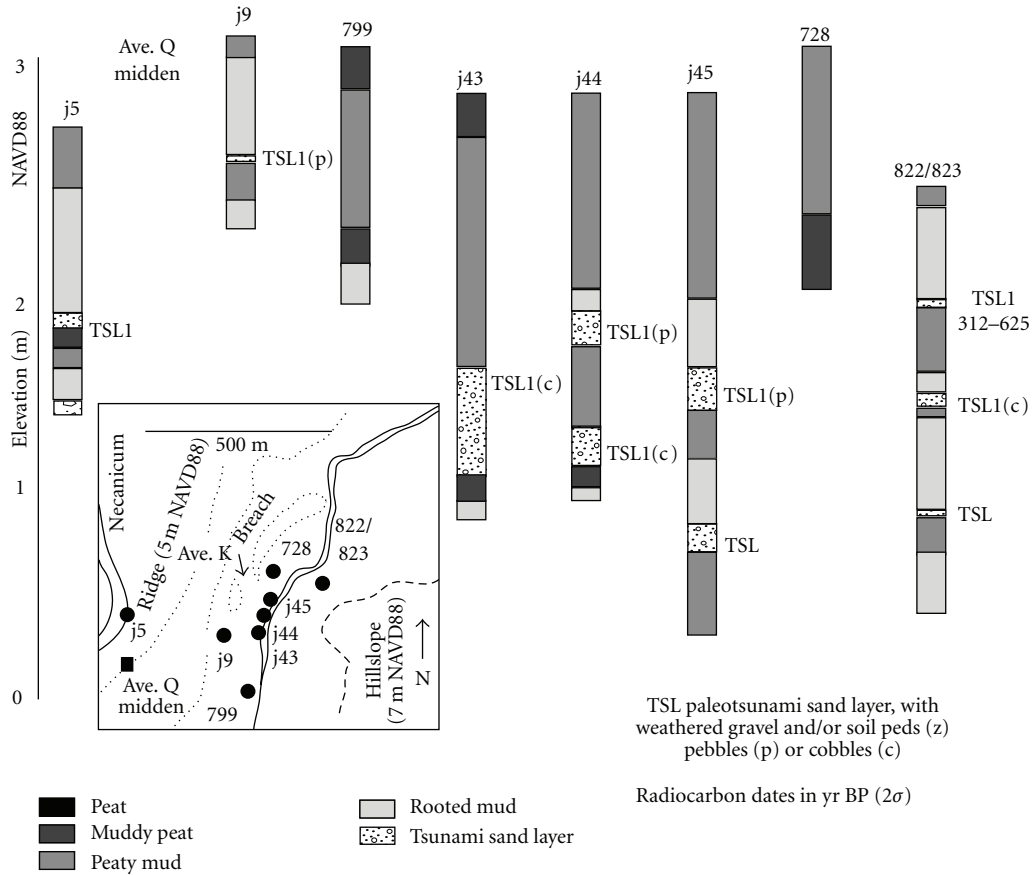 j9
Ave. Q
midden
799
728
3
j43
j44
j45
j5
NAVD88
TSL1(p)
822/823
2
TSL1
TSL1
312–625
TSL1(p)
Elevation (m)
TSL1(c)
TSL1(p)
TSL1(c)
TSL1(c)
1
TSL
TSL
500 m
Necanicum
Ridge (5 m NAVD88)
Breach
Ave. K
822/
823
728
j45
j44
j43
j5
j9
Ave. Q
midden
799
Hillslope
(7 m NAVD88)
N
0
TSL paleotsunami sand layer, with
weathered gravel and/or soil peds (z)
pebbles (p) or cobbles (c)
Radiocarbon dates in yr BP (2σ)
Peat
Muddy peat
Peaty mud
Rooted mud
Tsunami sand layer